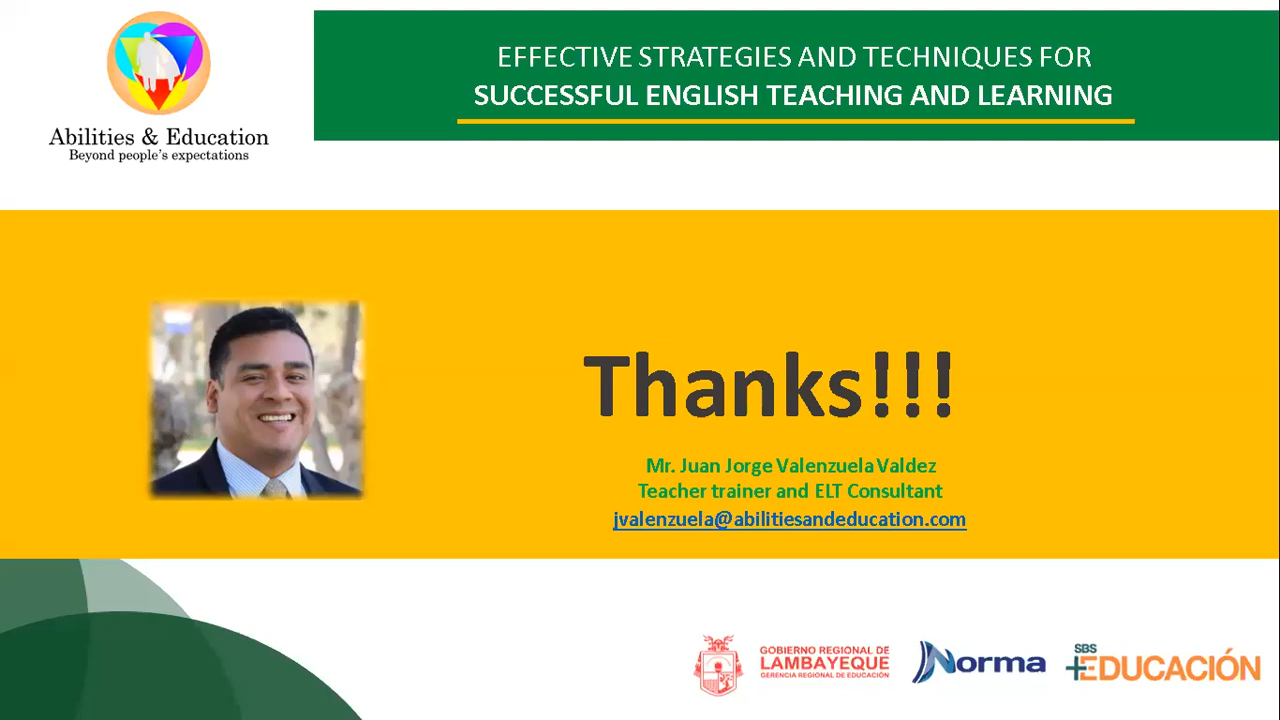 EFFECTIVE STRATEGIES AND TECHNIQUES FOR
SUCCESSFUL ENGLISH TEACHING AND LEARNING
Abilities & Education
Beyond people's expectations
Thanks!!!
Mr. Juan Jorge Valenzuela Valdez
Teacher trainer and ELT Consultant
jvalenzuela@abilitiesandeducation.com
GOBIERNO REGIONAL DE
LAMBAYEQUE
GERENCIA REGIONAL DE EDUCACIÓN
Norma
SBS
EDUCACIÓN